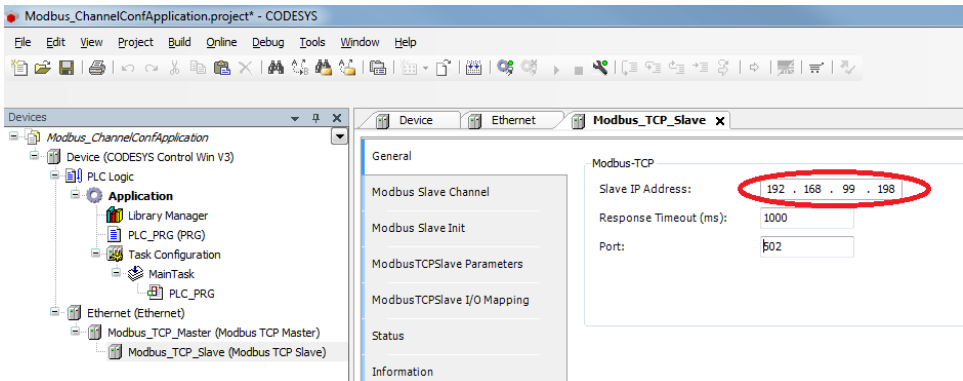 Modbus_ChannelConfApplication.project* - CODESYS
File Edit View Project Build Online Debug Tools Window Help
Devices
Modbus_ChannelConfApplication
Device (CODESYS Control Win V3)
PLC Logic
Application
Library Manager
PLC_PRG (PRG)
Task Configuration
MainTask
PLC_PRG
Ethernet (Ethernet)
Modbus_TCP_Master (Modbus TCP Master)
Modbus_TCP_Slave (Modbus TCP Slave)
Device Ethernet Modbus_TCP_Slave
General
Modbus Slave Channel
Modbus Slave Init
ModbusTCPSlave Parameters
ModbusTCPSlave I/O Mapping
Status
Information
Modbus-TCP
Slave IP Address: 192 . 168 . 99 . 198
Response Timeout (ms): 1000
Port: 502